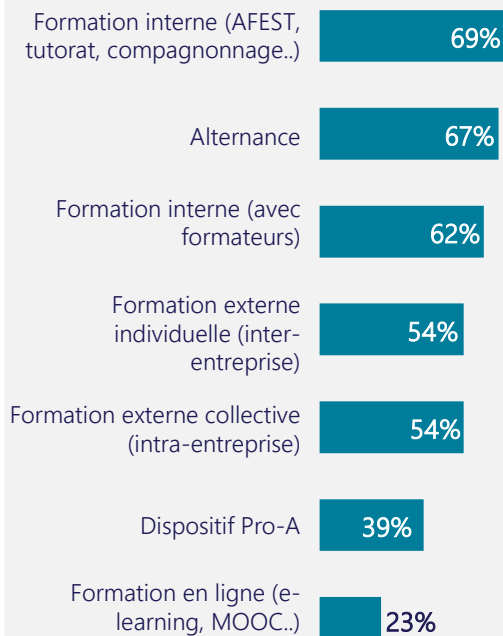 Formation interne (AFEST,
tutorat, compagnonnage..)
69%
Alternance
67%
Formation interne (avec
formateurs)
62%
Formation externe
individuelle (inter-
entreprise)
54%
Formation externe collective
(intra-entreprise)
54%
Dispositif Pro-A
39%
Formation en ligne (e-
learning, MOOC..)
23%